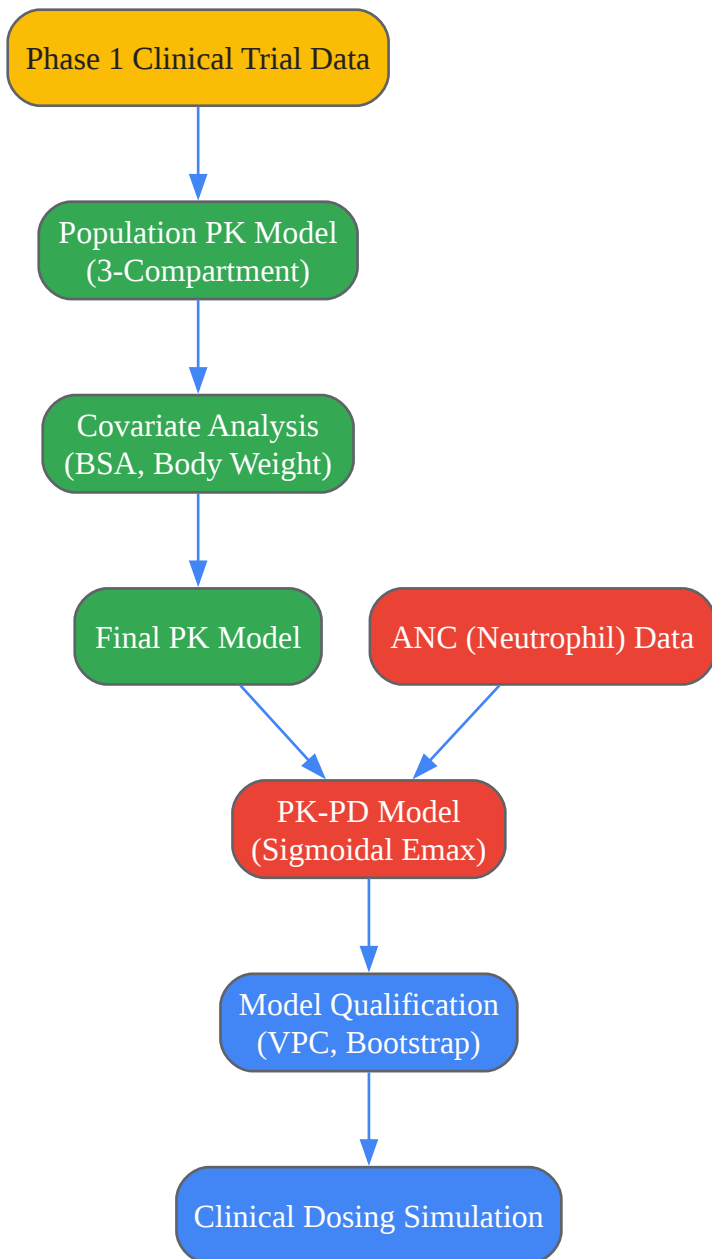 Phase 1 Clinical Trial Data
Population PK Model
(3-Compartment)
Covariate Analysis
(BSA, Body Weight)
Final PK Model
ANC (Neutrophil) Data
PK-PD Model
(Sigmoidal Emax)
Model Qualification
(VPC, Bootstrap)
Clinical Dosing Simulation